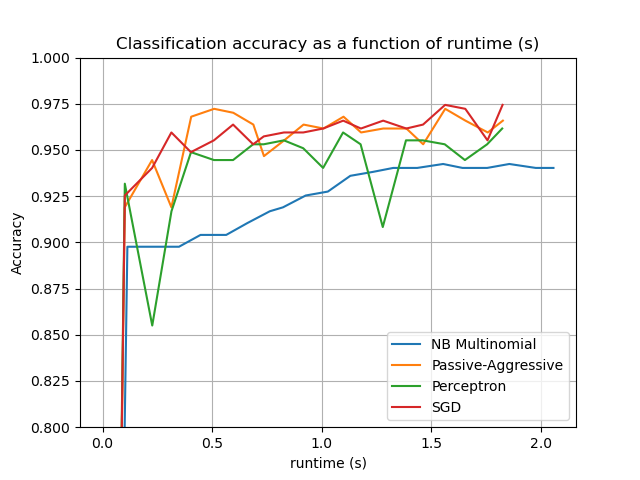 Classification accuracy as a function of runtime (s)
1.000
0.975
0.950
0.925
0.900
0.875
0.850
0.825
0.800
Accuracy
NB Multinomial
Passive-Aggressive
Perceptron
SGD
0.0 0.5 1.0 1.5 2.0
runtime (s)